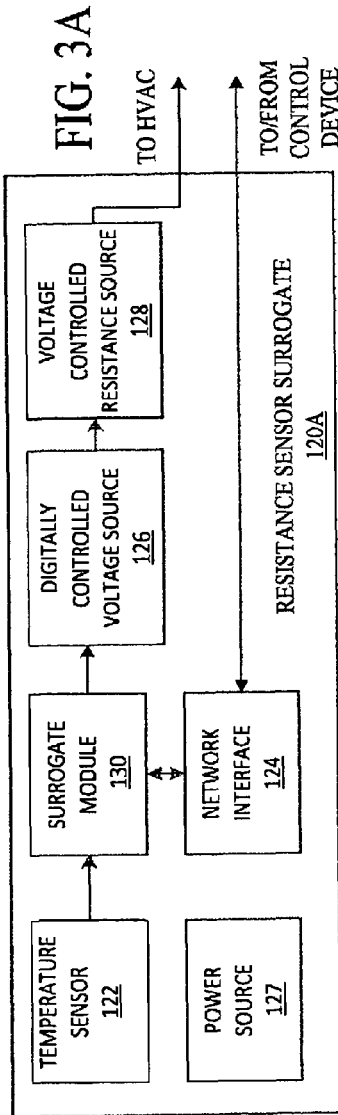 FIG. 3A
TEMPERATURE
SENSOR
122
SURROGATE
MODULE
130
DIGITALLY
CONTROLLED
VOLTAGE SOURCE
126
VOLTAGE
CONTROLLED
RESISTANCE SOURCE
128
TO HVAC
POWER
SOURCE
127
NETWORK
INTERFACE
124
RESISTANCE SENSOR SURROGATE
120A
TO/FROM
CONTROL
DEVICE